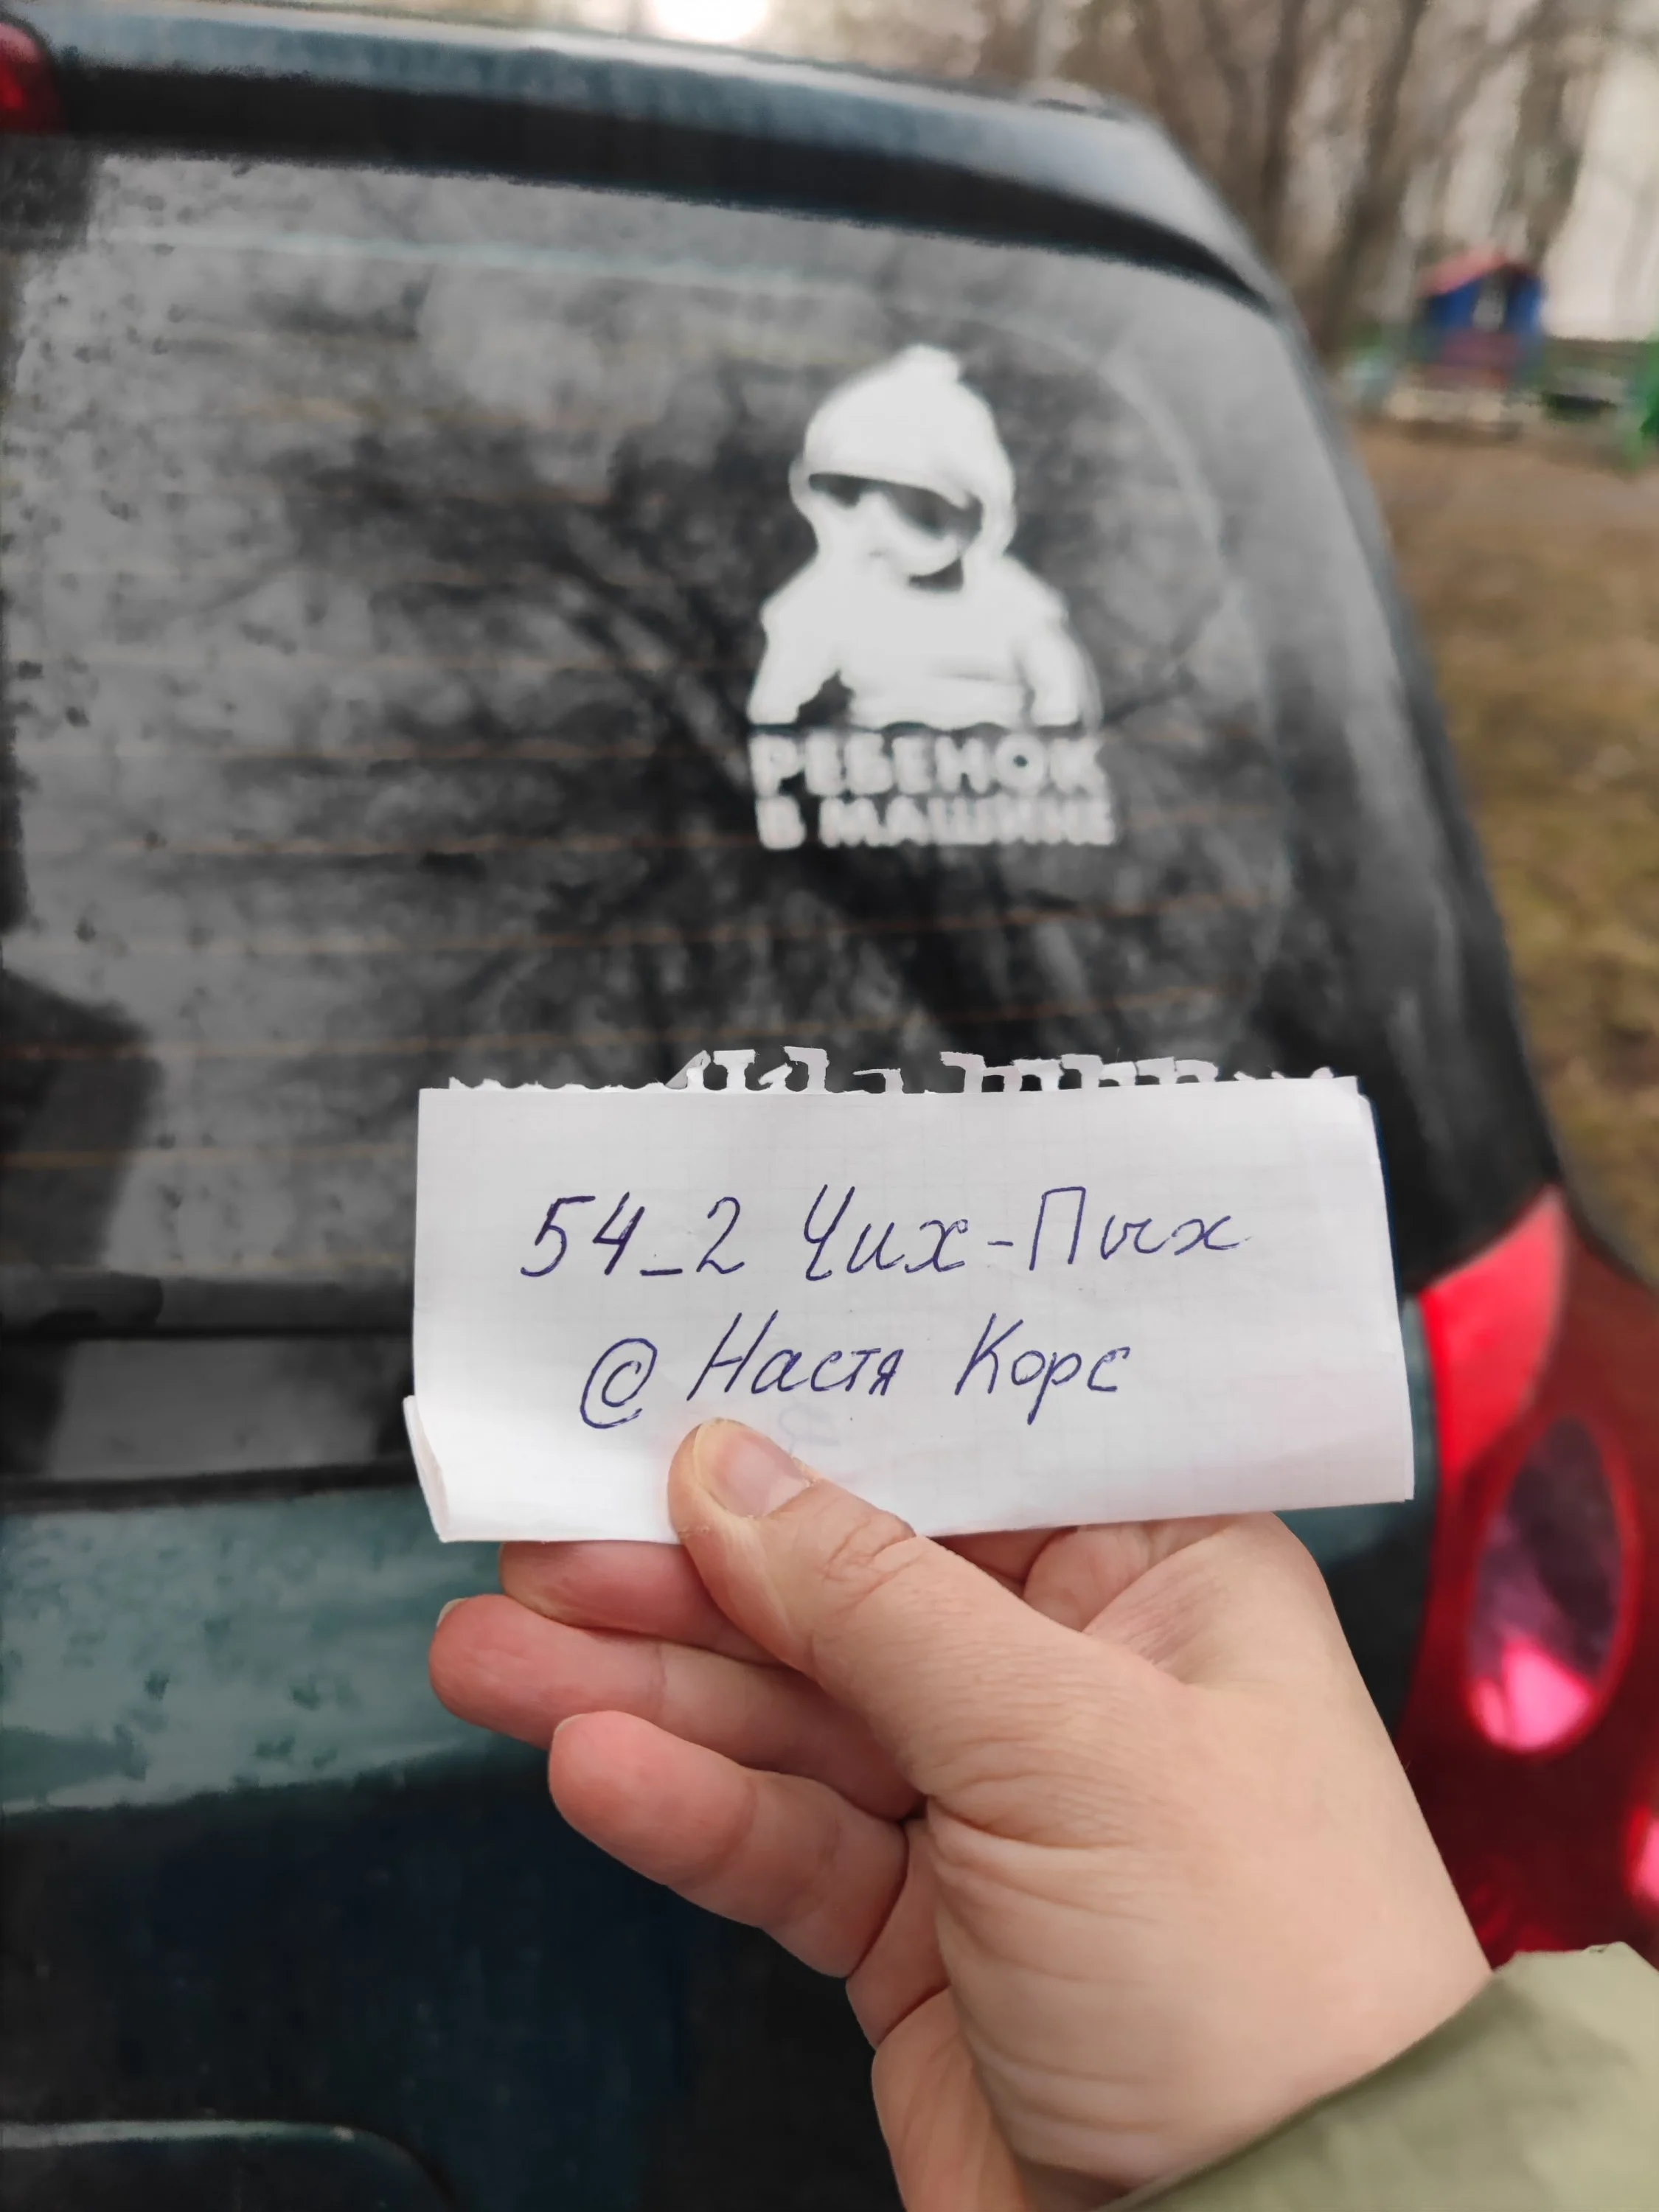 РЕБЕНОК
В МАШИНЕ
54_2 Чих-Пых
@ Настя Корс